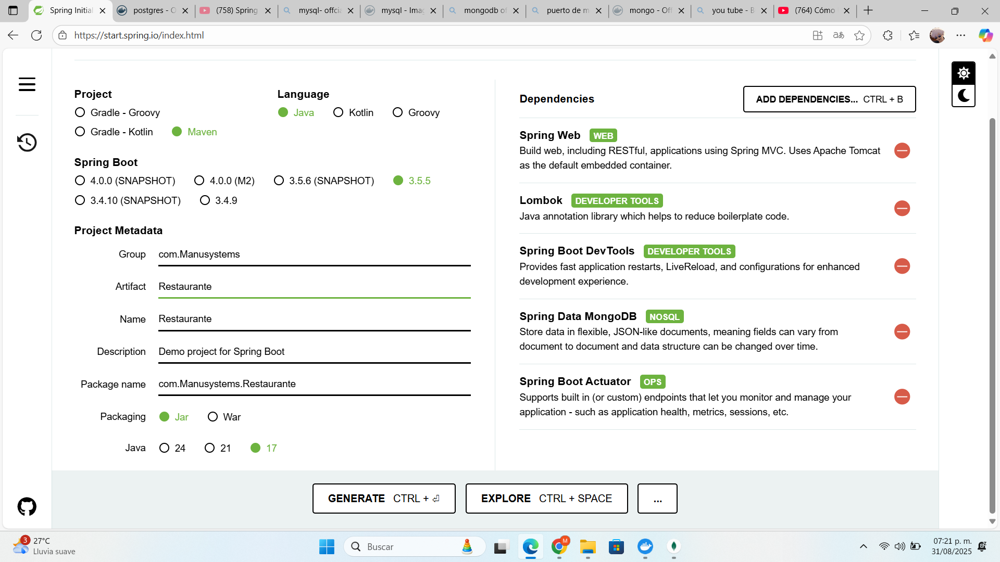 Spring Initial
postgres - O
(758) Spring
mysql- offcia
mysql - Imag
mongodb of
puerto de m
mongo - Off
you tube - B
(764) Cómo
https://start.spring.io/index.html
Project
Gradle - Groovy
Gradle - Kotlin
Maven
Language
Java
Kotlin
Groovy
Spring Boot
4.0.0 (SNAPSHOT)
4.0.0 (M2)
3.5.6 (SNAPSHOT)
3.5.5
3.4.10 (SNAPSHOT)
3.4.9
Project Metadata
Group com.Manusystems
Artifact Restaurante
Name Restaurante
Description Demo project for Spring Boot
Package name com.Manusystems.Restaurante
Packaging Jar War
Java 24 21 17
Dependencies
ADD DEPENDENCIES... CTRL + B
Spring Web WEB
Build web, including RESTful, applications using Spring MVC. Uses Apache Tomcat
as the default embedded container.
Lombok DEVELOPER TOOLS
Java annotation library which helps to reduce boilerplate code.
Spring Boot DevTools DEVELOPER TOOLS
Provides fast application restarts, LiveReload, and configurations for enhanced
development experience.
Spring Data MongoDB NOSQL
Store data in flexible, JSON-like documents, meaning fields can vary from
document to document and data structure can be changed over time.
Spring Boot Actuator OPS
Supports built in (or custom) endpoints that let you monitor and manage your
application - such as application health, metrics, sessions, etc.
GENERATE CTRL + ⏎
EXPLORE CTRL + SPACE
...
3
27°C
Lluvia suave
Buscar
M
07:21 p. m.
31/08/2025